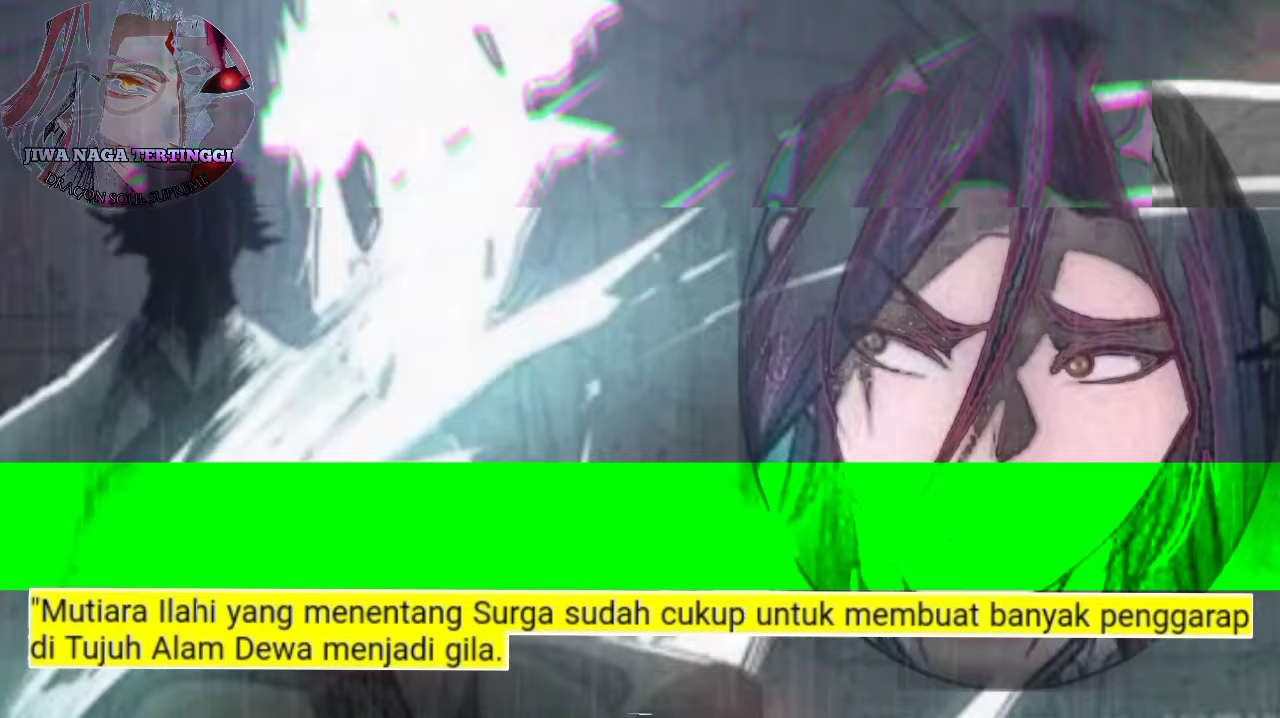 JIWA NAGA TERTINGGI
DRAGON SOUL SUPREME
"Mutiara Ilahi yang menentang Surga sudah cukup untuk membuat banyak penggarap
di Tujuh Alam Dewa menjadi gila.